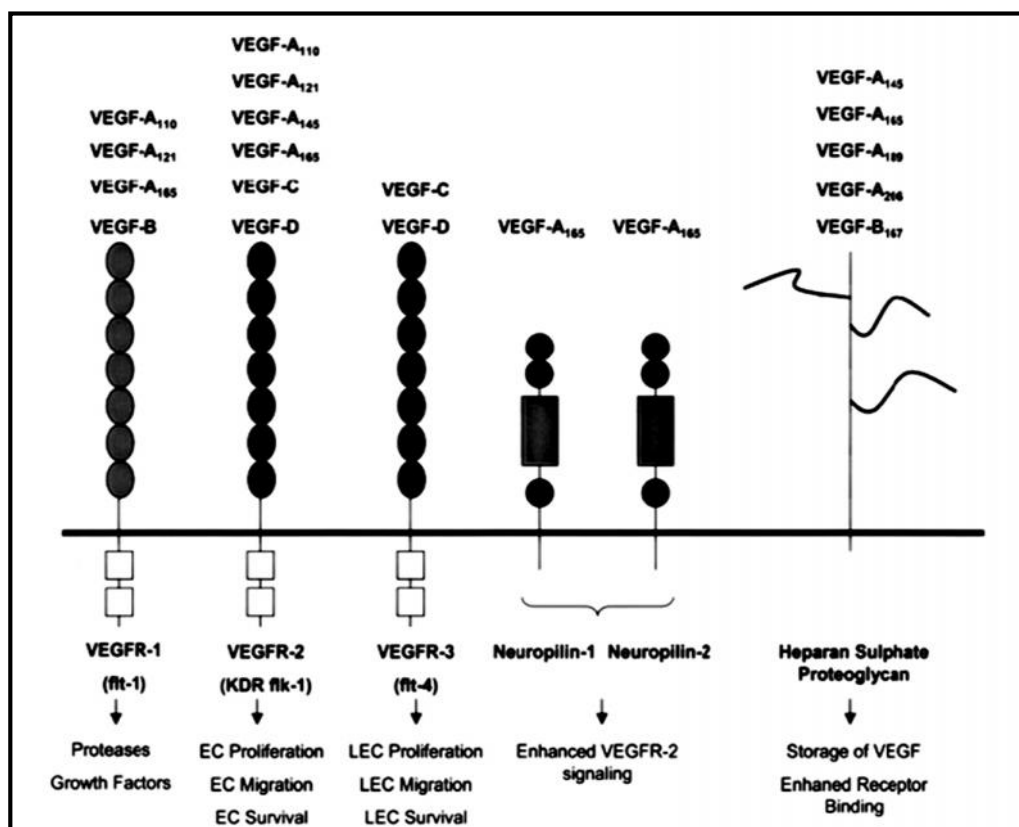 VEGF-A110
VEGF-A121
VEGF-A165
VEGF-B
VEGFR-1
(flt-1)
Proteases
Growth Factors
VEGF-A110
VEGF-A121
VEGF-A145
VEGF-A165
VEGF-C
VEGF-D
VEGFR-2
(KDR flk-1)
EC Proliferation
EC Migration
EC Survival
VEGF-C
VEGF-D
VEGFR-3
(flt-4)
LEC Proliferation
LEC Migration
LEC Survival
VEGF-A165
VEGF-A165
Neuropilin-1 Neuropilin-2
Enhanced VEGFR-2
signaling
VEGF-A145
VEGF-A165
VEGF-A189
VEGF-A206
VEGF-B167
Heparan Sulphate
Proteoglycan
Storage of VEGF
Enhaned Receptor
Binding